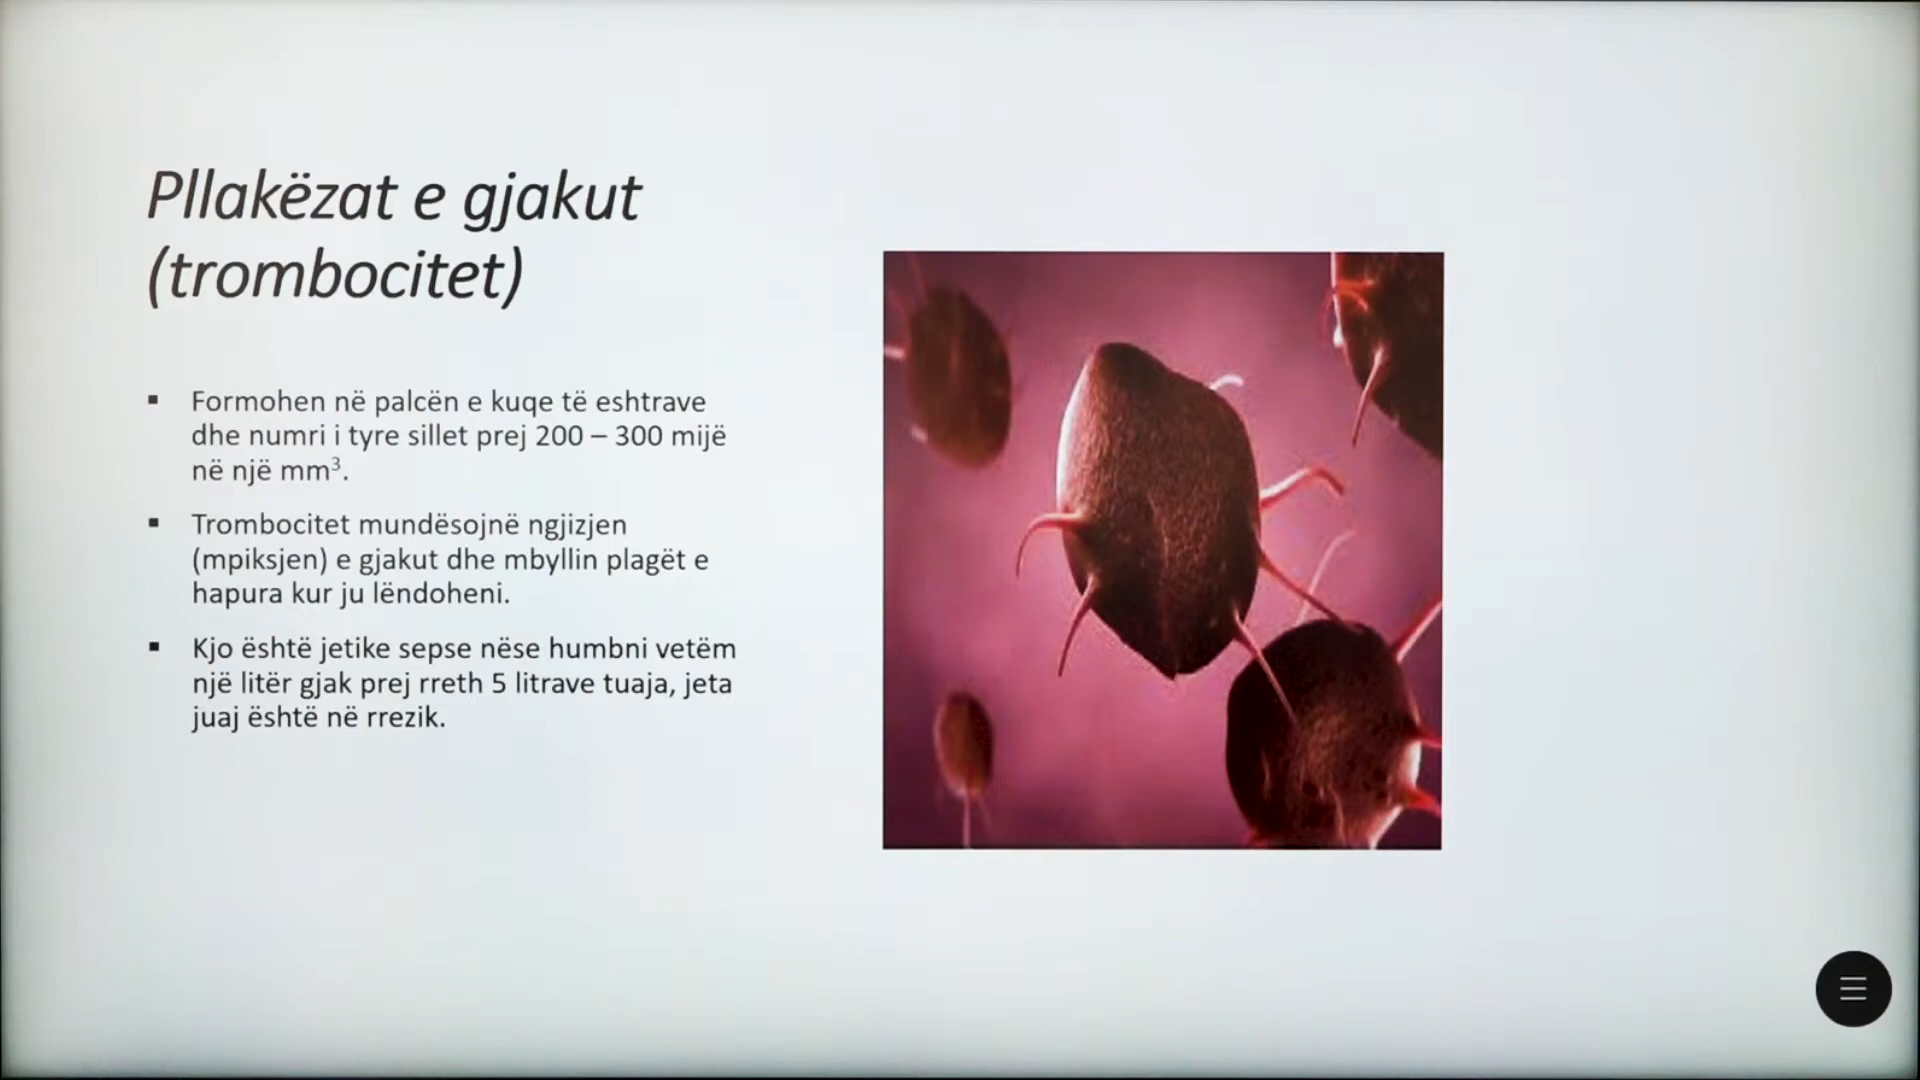 Pllakëzat e gjakut
(trombocitet)
▪ Formohen në palcën e kuqe të eshtrave
dhe numri i tyre sillet prej 200 – 300 mijë
në një mm³.
▪ Trombocitet mundësojnë ngjizjen
(mpiksjen) e gjakut dhe mbyllin plagët e
hapura kur ju lëndoheni.
▪ Kjo është jetike sepse nëse humbni vetëm
një litër gjak prej rreth 5 litrave tuaja, jeta
juaj është në rrezik.